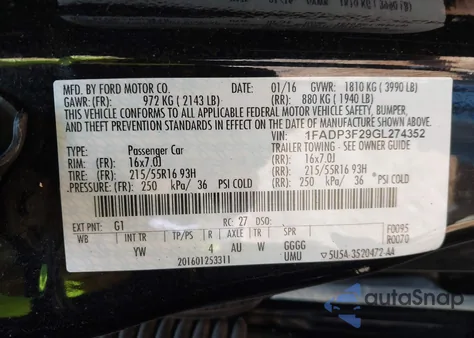 MFD. BY FORD MOTOR CO.
DATE: 01/16 GVWR: 1810 KG ( 3990 LB)
GAWR: (FR) 972 KG ( 2143 LB) (RR) 880 KG ( 1940 LB)
THIS VEHICLE CONFORMS TO ALL APPLICABLE FEDERAL MOTOR VEHICLE SAFETY, BUMPER,
AND THEFT PREVENTION STANDARDS IN EFFECT ON THE DATE OF MANUFACTURE SHOWN ABOVE.
VIN: 1FADP3F29GL274352
TYPE: Passenger Car TRAILER TOWING - SEE OWNER GUIDE
RIM: (FR) 16x7.0J (RR) 16x7.0J
TIRE: (FR) 215/55R16 93H (RR) 215/55R16 93H
PRESSURE: (FR) 250 kPa/ 36 PSI COLD (RR) 250 kPa/ 36 PSI COLD
EXT PNT: G1 RC: 27 DSO:
WB INT TR TP/PS R AXLE TR SPR F0095
YW 4 AU W GGGG R0070
201601253311 UMU 5U5A-3520472-AA
autoSnap